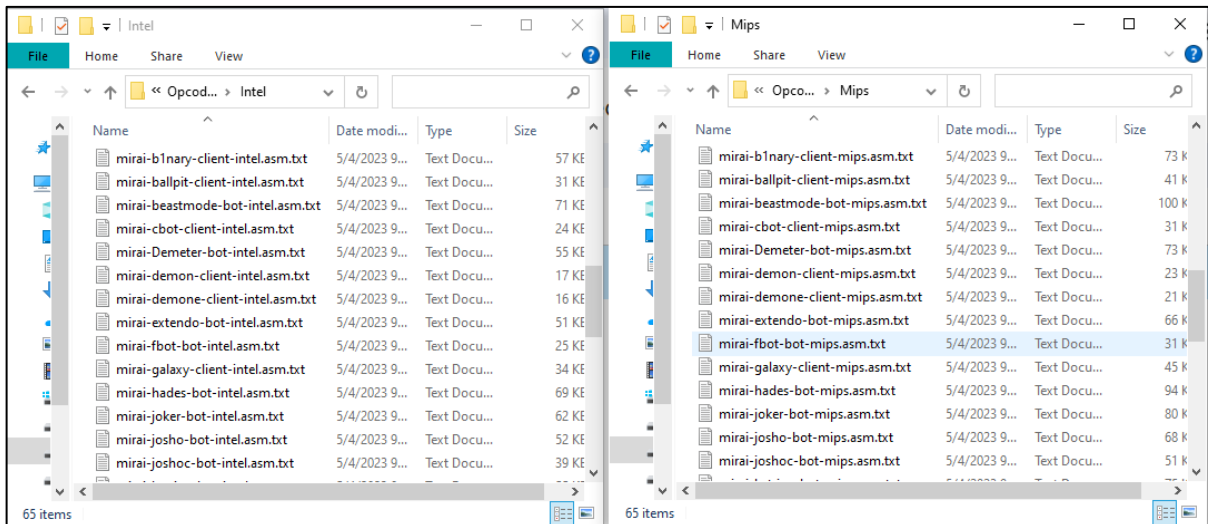 Intel
File Home Share View
« Opcod... › Intel
Name Date modi... Type Size
mirai-b1nary-client-intel.asm.txt 5/4/2023 9... Text Docu... 57 KB
mirai-ballpit-client-intel.asm.txt 5/4/2023 9... Text Docu... 31 KB
mirai-beastmode-bot-intel.asm.txt 5/4/2023 9... Text Docu... 71 KB
mirai-cbot-client-intel.asm.txt 5/4/2023 9... Text Docu... 24 KB
mirai-Demeter-bot-intel.asm.txt 5/4/2023 9... Text Docu... 55 KB
mirai-demon-client-intel.asm.txt 5/4/2023 9... Text Docu... 17 KB
mirai-demone-client-intel.asm.txt 5/4/2023 9... Text Docu... 16 KB
mirai-extendo-bot-intel.asm.txt 5/4/2023 9... Text Docu... 51 KB
mirai-fbot-bot-intel.asm.txt 5/4/2023 9... Text Docu... 25 KB
mirai-galaxy-client-intel.asm.txt 5/4/2023 9... Text Docu... 34 KB
mirai-hades-bot-intel.asm.txt 5/4/2023 9... Text Docu... 69 KB
mirai-joker-bot-intel.asm.txt 5/4/2023 9... Text Docu... 62 KB
mirai-josho-bot-intel.asm.txt 5/4/2023 9... Text Docu... 52 KB
mirai-joshoc-bot-intel.asm.txt 5/4/2023 9... Text Docu... 39 KB
65 items
Mips
File Home Share View
« Opco... › Mips
Name Date modi... Type Size
mirai-b1nary-client-mips.asm.txt 5/4/2023 9... Text Docu... 73 K
mirai-ballpit-client-mips.asm.txt 5/4/2023 9... Text Docu... 41 K
mirai-beastmode-bot-mips.asm.txt 5/4/2023 9... Text Docu... 100 K
mirai-cbot-client-mips.asm.txt 5/4/2023 9... Text Docu... 31 K
mirai-Demeter-bot-mips.asm.txt 5/4/2023 9... Text Docu... 73 K
mirai-demon-client-mips.asm.txt 5/4/2023 9... Text Docu... 23 K
mirai-demone-client-mips.asm.txt 5/4/2023 9... Text Docu... 21 K
mirai-extendo-bot-mips.asm.txt 5/4/2023 9... Text Docu... 66 K
mirai-fbot-bot-mips.asm.txt 5/4/2023 9... Text Docu... 31 K
mirai-galaxy-client-mips.asm.txt 5/4/2023 9... Text Docu... 45 K
mirai-hades-bot-mips.asm.txt 5/4/2023 9... Text Docu... 94 K
mirai-joker-bot-mips.asm.txt 5/4/2023 9... Text Docu... 80 K
mirai-josho-bot-mips.asm.txt 5/4/2023 9... Text Docu... 68 K
mirai-joshoc-bot-mips.asm.txt 5/4/2023 9... Text Docu... 51 K
65 items